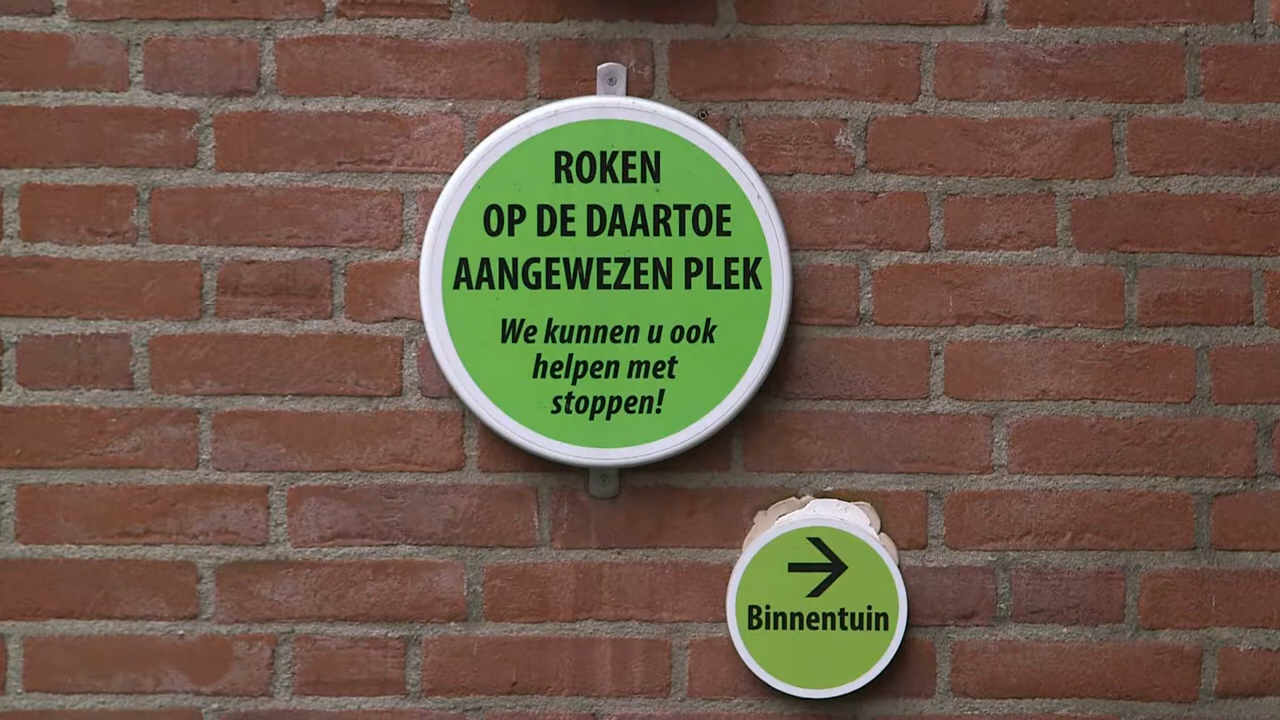 ROKEN
OP DE DAARTOE
AANGEWEZEN PLEK
We kunnen u ook
helpen met
stoppen!
Binnentuin